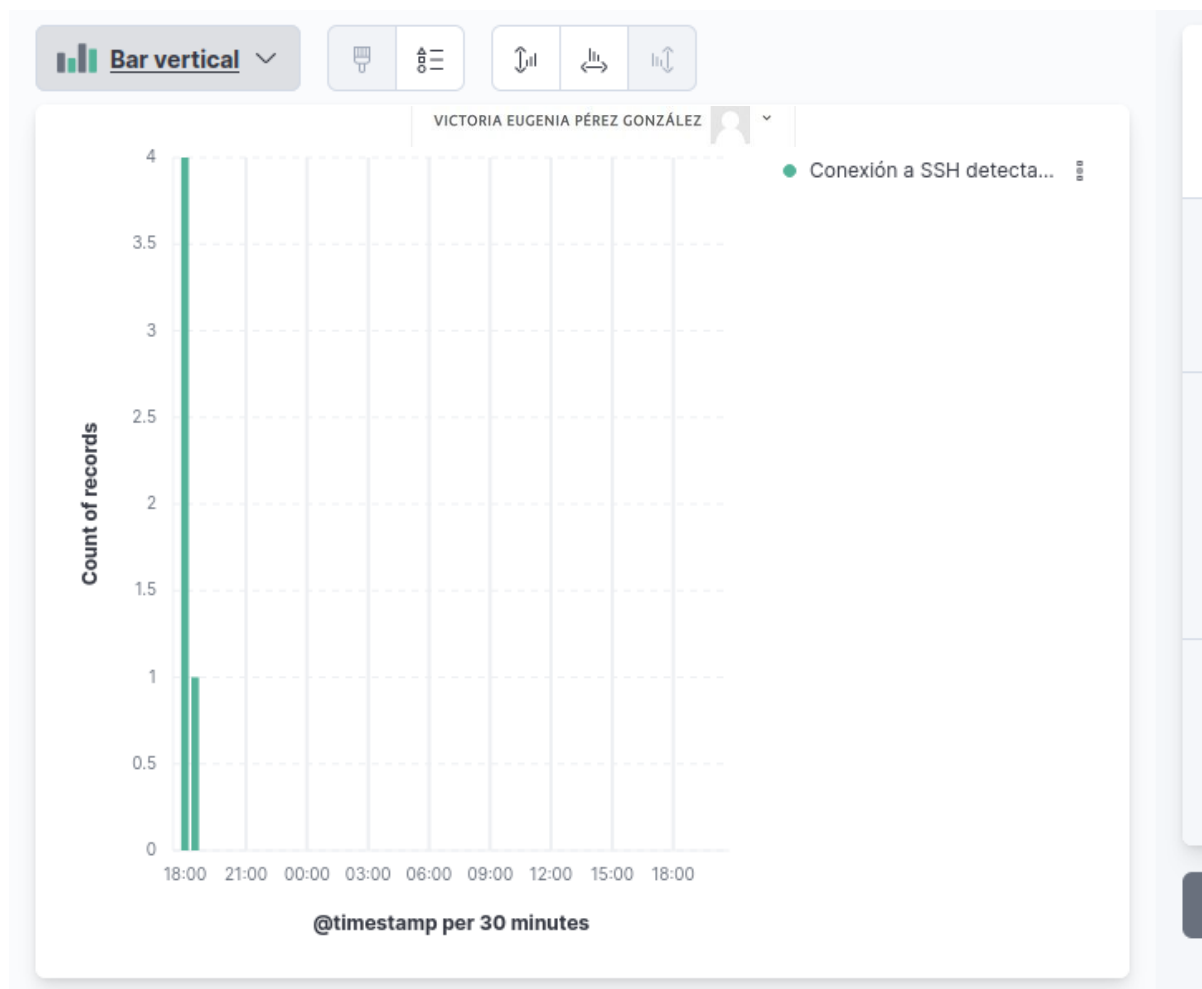 Bar vertical
VICTORIA EUGENIA PÉREZ GONZÁLEZ
Conexión a SSH detecta...
4
3.5
3
2.5
2
1.5
1
0.5
0
Count of records
18:00 21:00 00:00 03:00 06:00 09:00 12:00 15:00 18:00
@timestamp per 30 minutes